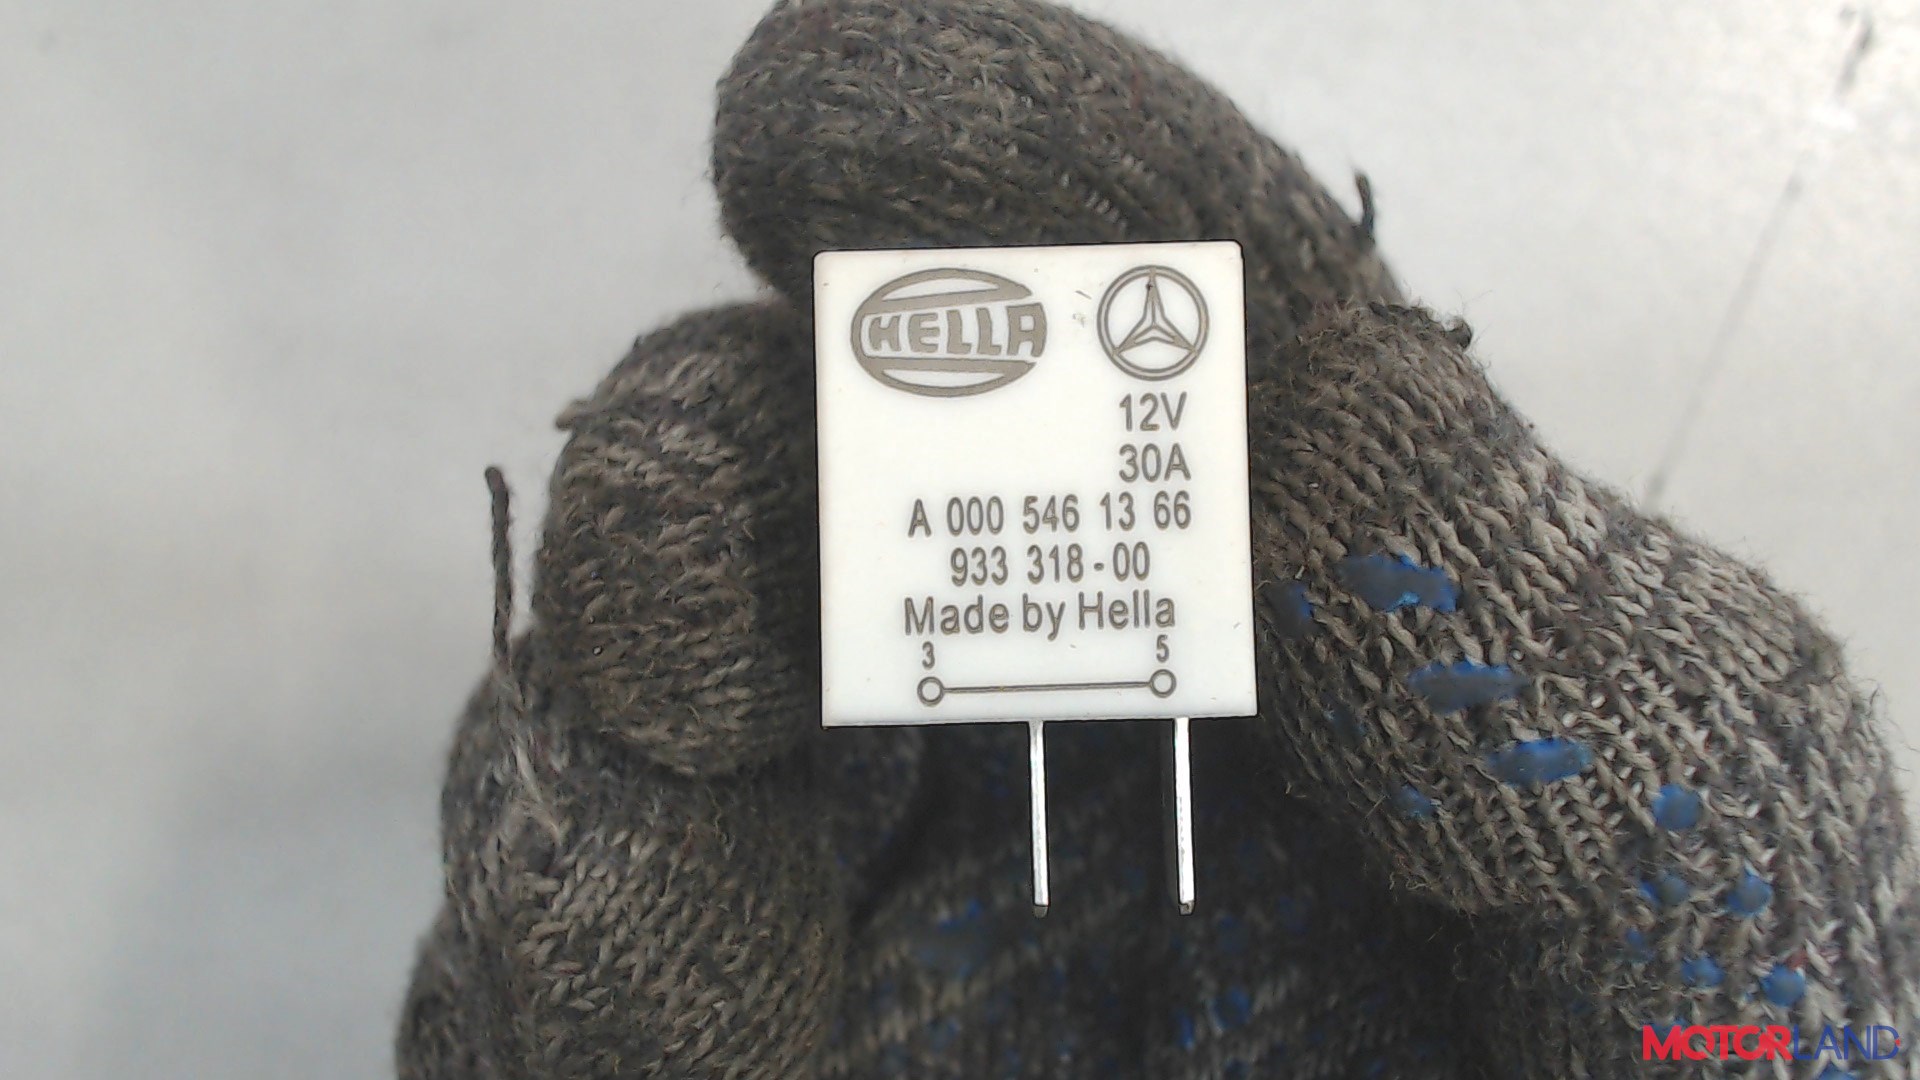 HELLA
12V
30A
A 000 546 13 66
933 318-00
Made by Hella
3 5
MOTORLAND